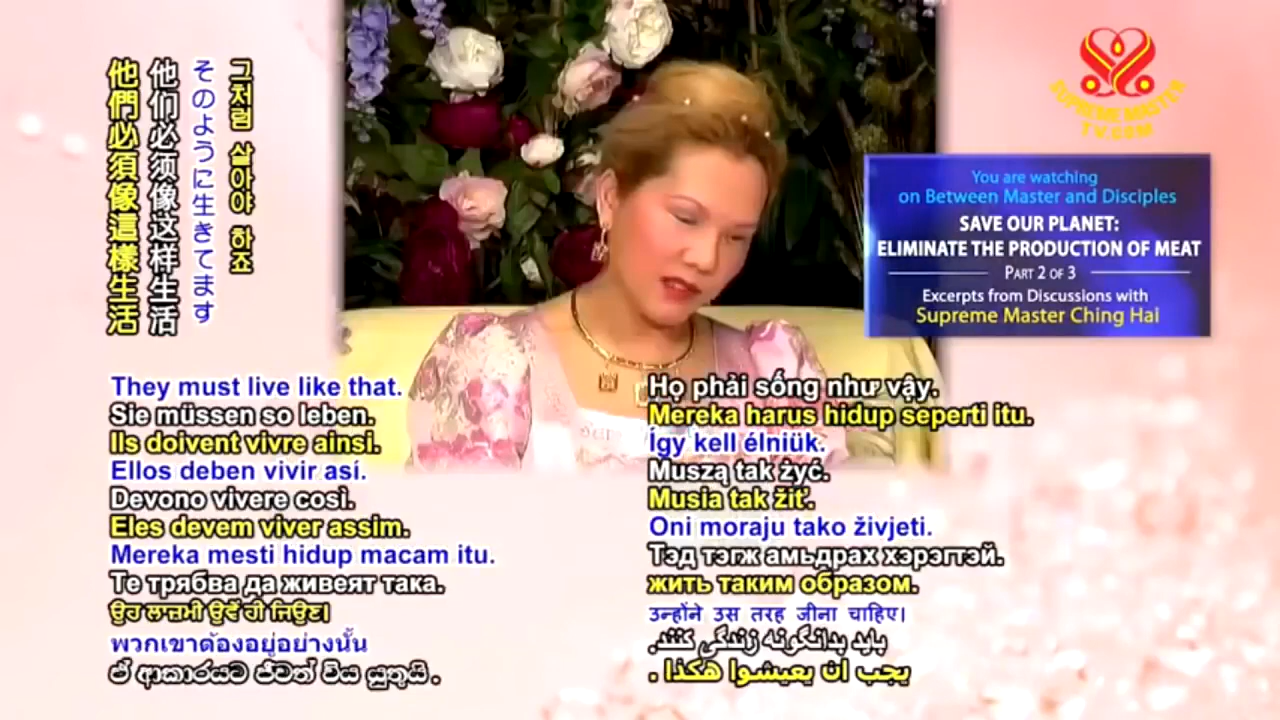 그처럼 살아야 하죠
そのように生きてます
他们必须像这样生活
他們必須像這樣生活
SUPREME MASTER
TV.COM
You are watching
on Between Master and Disciples
SAVE OUR PLANET:
ELIMINATE THE PRODUCTION OF MEAT
PART 2 OF 3
Excerpts from Discussions with
Supreme Master Ching Hai
They must live like that.
Sie müssen so leben.
Ils doivent vivre ainsi.
Ellos deben vivir así.
Devono vivere così.
Eles devem viver assim.
Mereka mesti hidup macam itu.
Те трябва да живеят така.
ਉਹ ਲਾਜ਼ਮੀ ਉਵੇਂ ਹੀ ਜਿਉਣ।
พวกเขาต้องอยู่อย่างนั้น
ඒ ආකාරයට ජීවත් විය යුතුයි.
Họ phải sống như vậy.
Mereka harus hidup seperti itu.
Így kell élniük.
Muszą tak żyć.
Musia tak žiť.
Oni moraju tako živjeti.
Тэд тэгж амьдрах хэрэгтэй.
жить таким образом.
उन्होंने उस तरह जीना चाहिए।
باید بدانگونه زندگی کنند.
يجب ان يعيشوا هكذا .